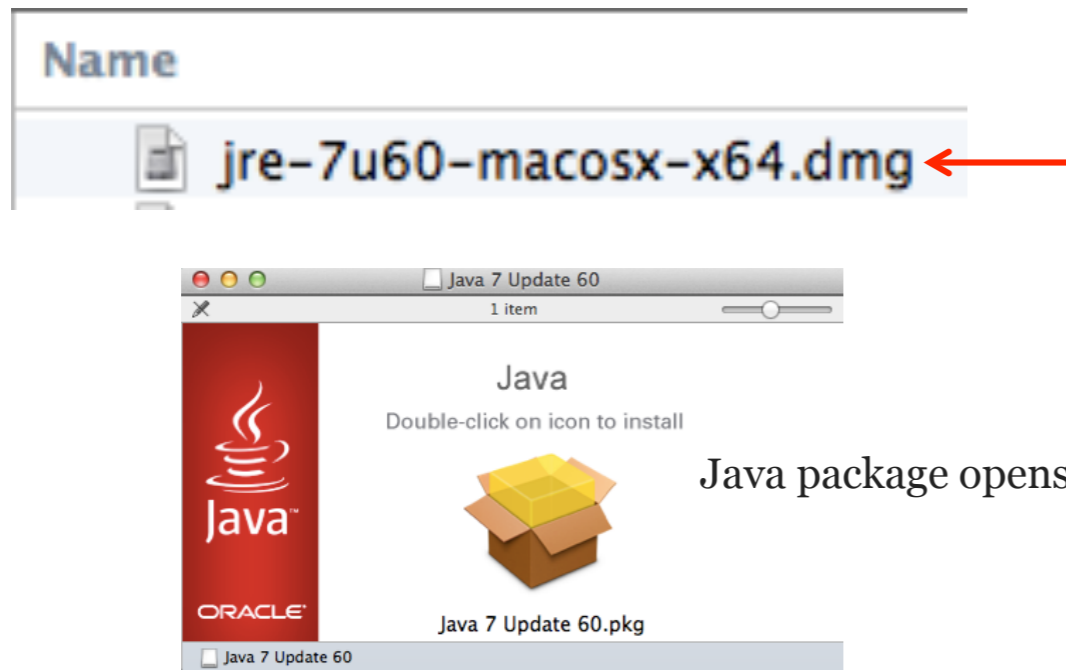 Name
jre-7u60-macosx-x64.dmg
Java 7 Update 60
1 item
Java
Double-click on icon to install
Java package opens
Java™
ORACLE®
Java 7 Update 60.pkg
Java 7 Update 60